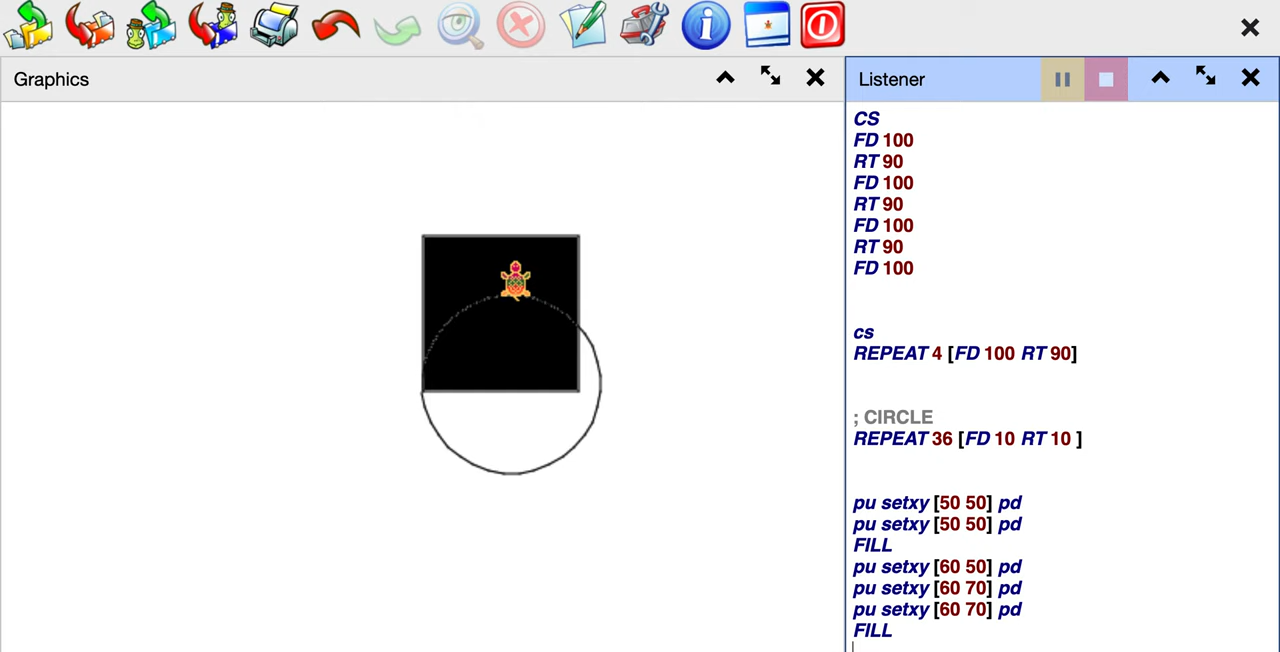 Graphics
Listener
CS
FD 100
RT 90
FD 100
RT 90
FD 100
RT 90
FD 100
cs
REPEAT 4 [FD 100 RT 90]
; CIRCLE
REPEAT 36 [FD 10 RT 10 ]
pu setxy [50 50] pd
pu setxy [50 50] pd
FILL
pu setxy [60 50] pd
pu setxy [60 70] pd
pu setxy [60 70] pd
FILL